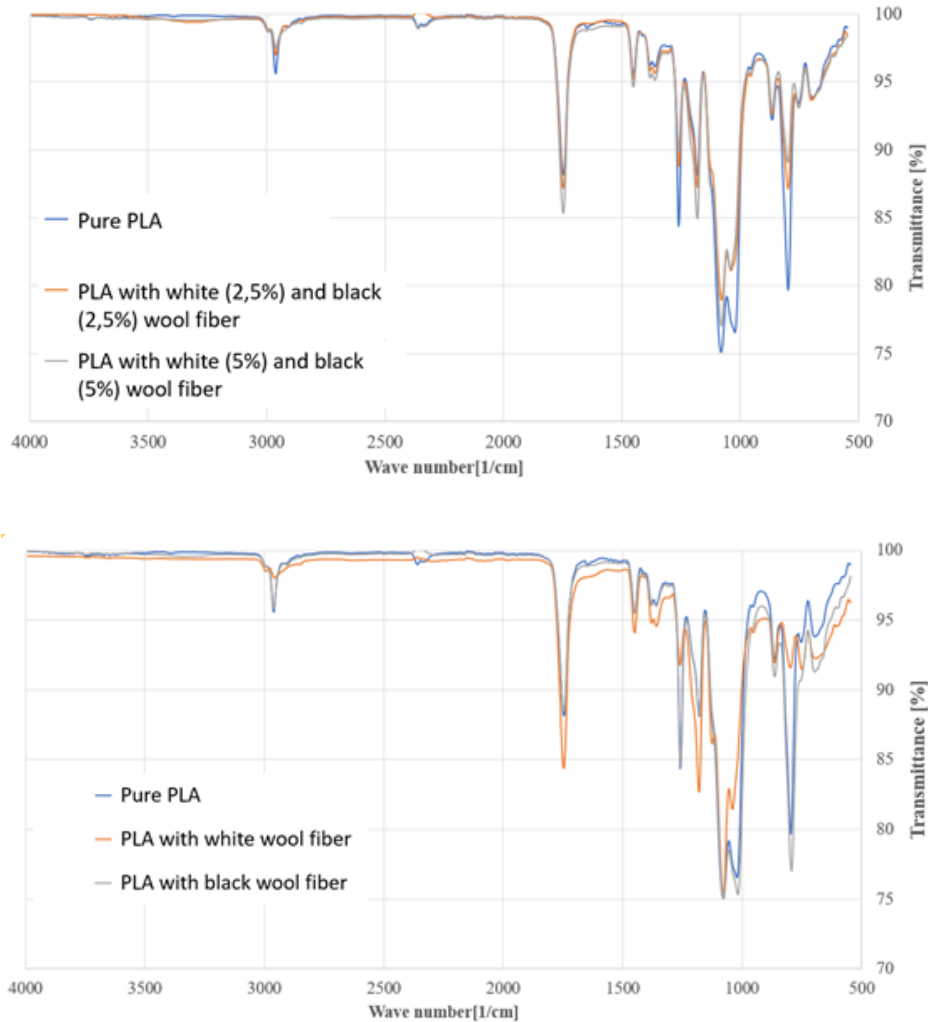 100
95
90
85
80
75
70
Transmittance [%]
Pure PLA
PLA with white (2,5%) and black
(2,5%) wool fiber
PLA with white (5%) and black
(5%) wool fiber
4000 3500 3000 2500 2000 1500 1000 500
Wave number[1/cm]
100
95
90
85
80
75
70
Transmittance [%]
Pure PLA
PLA with white wool fiber
PLA with black wool fiber
4000 3500 3000 2500 2000 1500 1000 500
Wave number[1/cm]